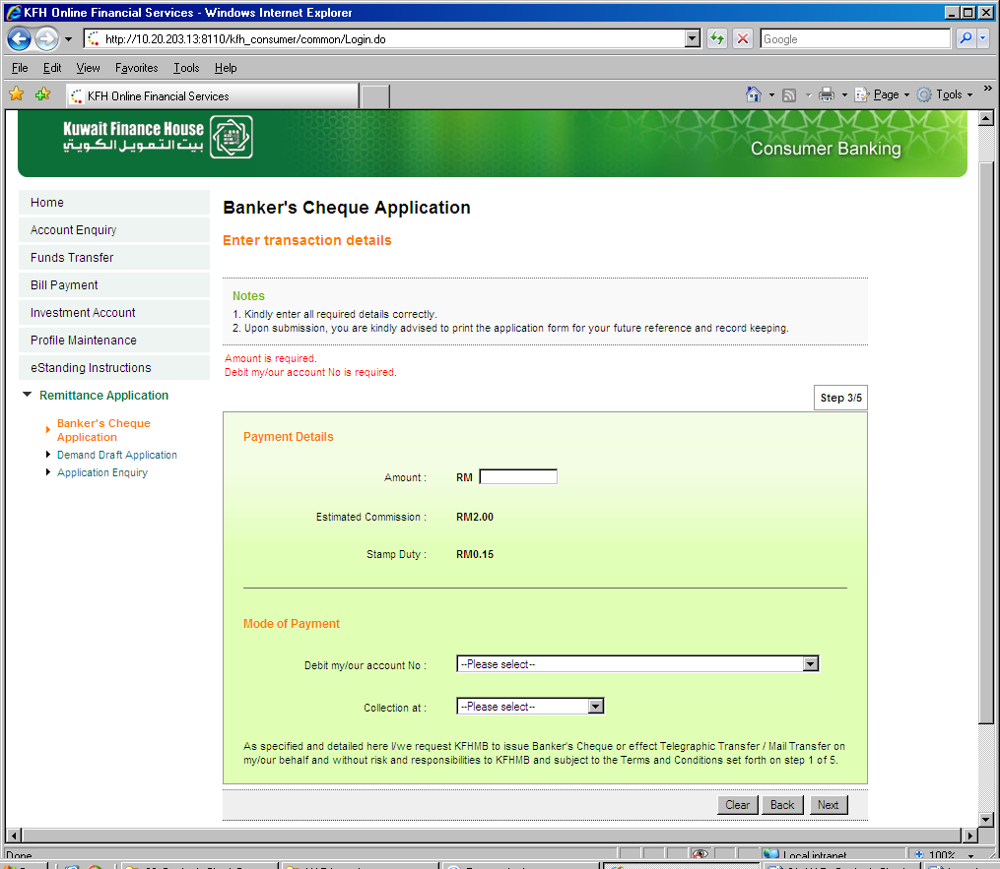 KFH Online Financial Services - Windows Internet Explorer
http://10.20.203.13:8110/kfh_consumer/common/Login.do
Google
File Edit View Favorites Tools Help
KFH Online Financial Services
Page Tools »
Kuwait Finance House
بيت التمويل الكويتي
Consumer Banking
Home
Account Enquiry
Funds Transfer
Bill Payment
Investment Account
Profile Maintenance
eStanding Instructions
Remittance Application
Banker's Cheque
Application
Demand Draft Application
Application Enquiry
Banker's Cheque Application
Enter transaction details
Notes
1. Kindly enter all required details correctly.
2. Upon submission, you are kindly advised to print the application form for your future reference and record keeping.
Amount is required.
Debit my/our account No is required.
Step 3/5
Payment Details
Amount : RM
Estimated Commission : RM2.00
Stamp Duty : RM0.15
Mode of Payment
Debit my/our account No : --Please select--
Collection at : --Please select--
As specified and detailed here I/we request KFHMB to issue Banker's Cheque or effect Telegraphic Transfer / Mail Transfer on
my/our behalf and without risk and responsibilities to KFHMB and subject to the Terms and Conditions set forth on step 1 of 5.
Clear Back Next
Done
Local intranet
100%